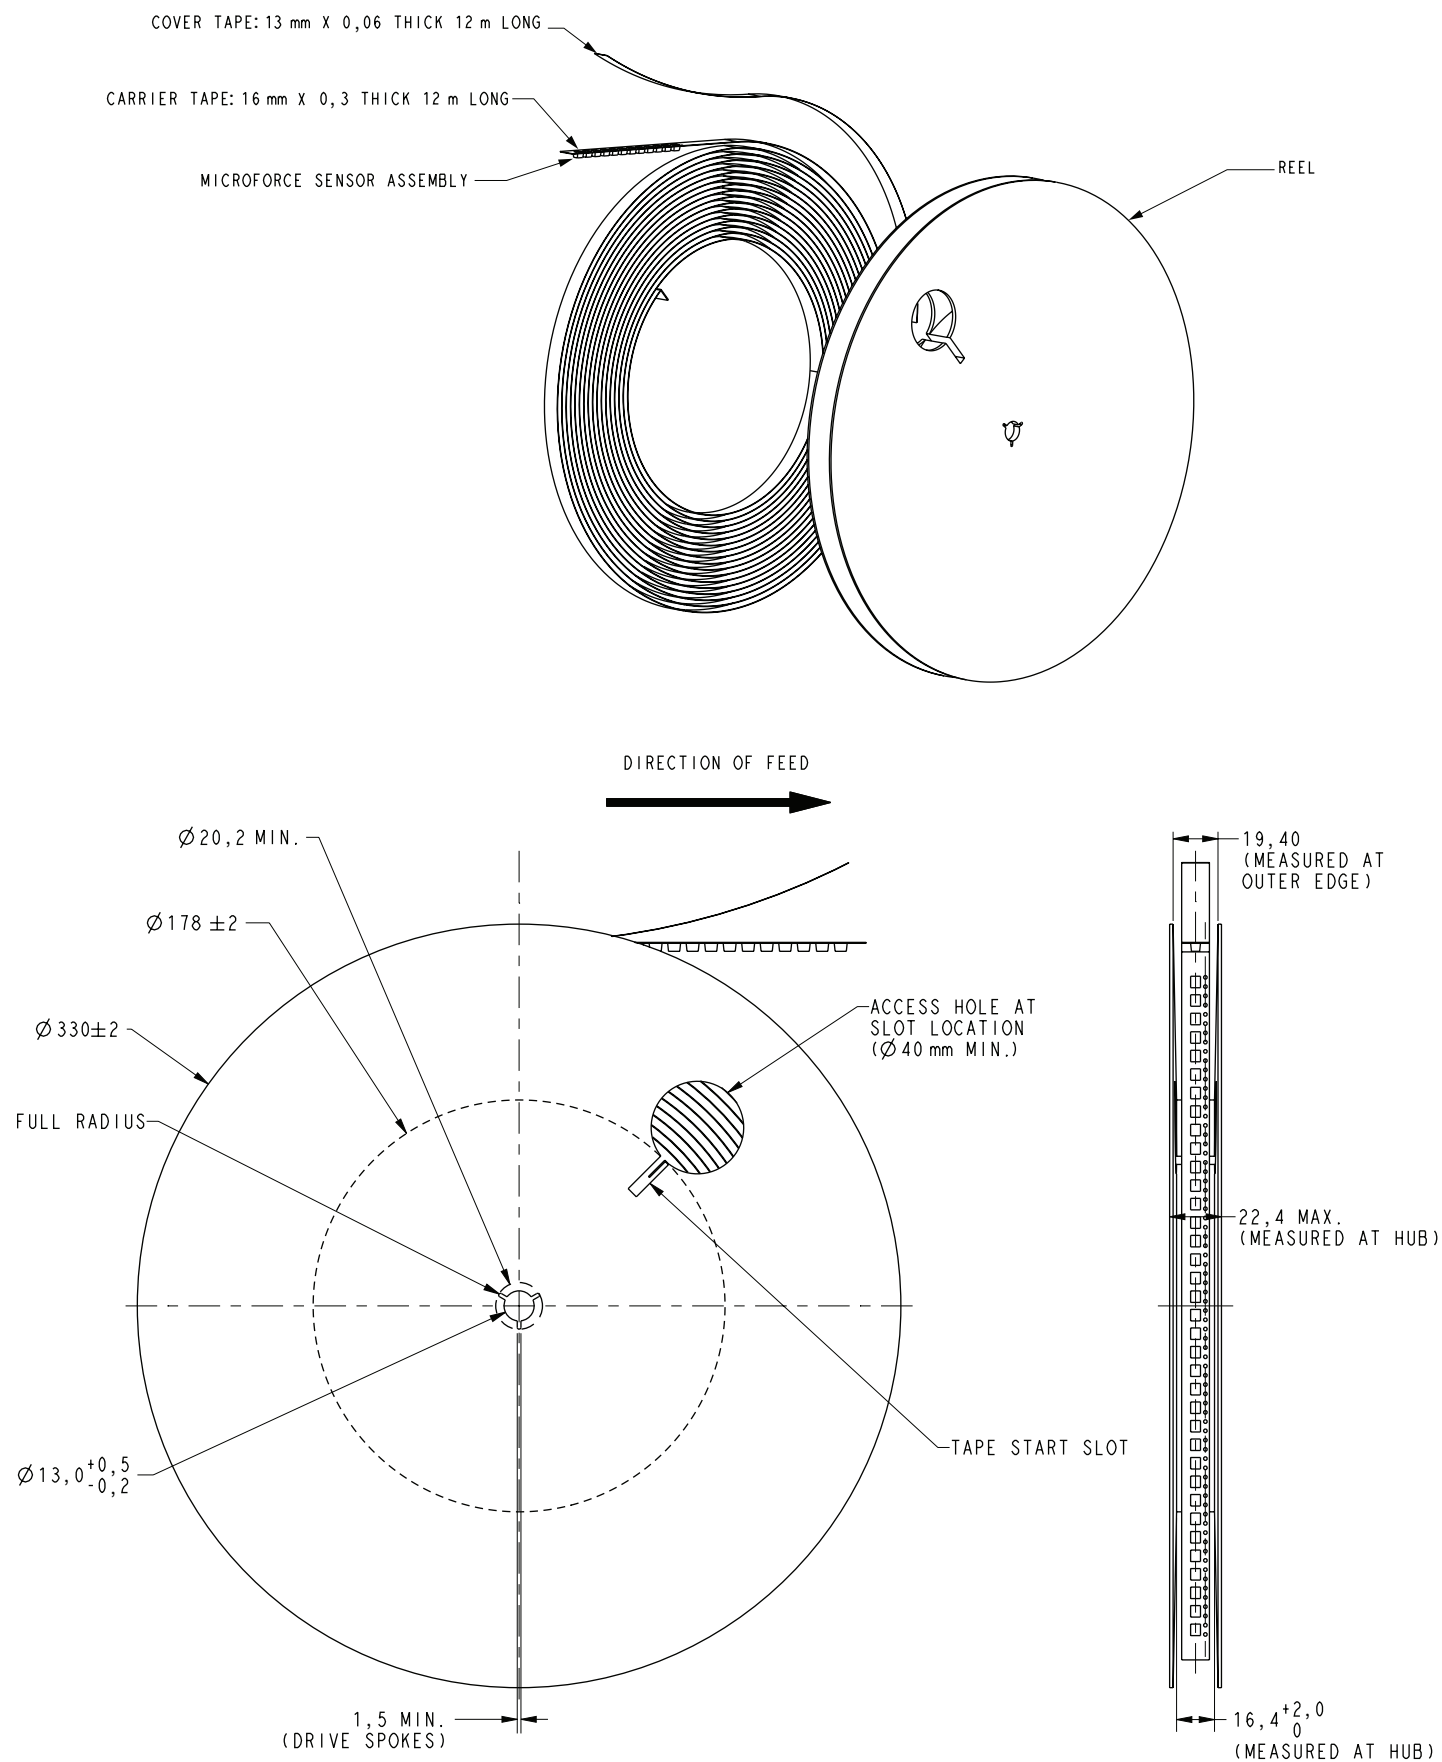 COVER TAPE: 13 mm X 0,06 THICK 12 m LONG
CARRIER TAPE: 16 mm X 0,3 THICK 12 m LONG
MICROFORCE SENSOR ASSEMBLY
REEL
DIRECTION OF FEED
Ø20,2 MIN.
Ø178 ±2
Ø330±2
FULL RADIUS
Ø13,0 +0,5
-0,2
1,5 MIN.
(DRIVE SPOKES)
ACCESS HOLE AT
SLOT LOCATION
(Ø40 mm MIN.)
TAPE START SLOT
19,40
(MEASURED AT
OUTER EDGE)
22,4 MAX.
(MEASURED AT HUB)
16,4 +2,0
0
(MEASURED AT HUB)